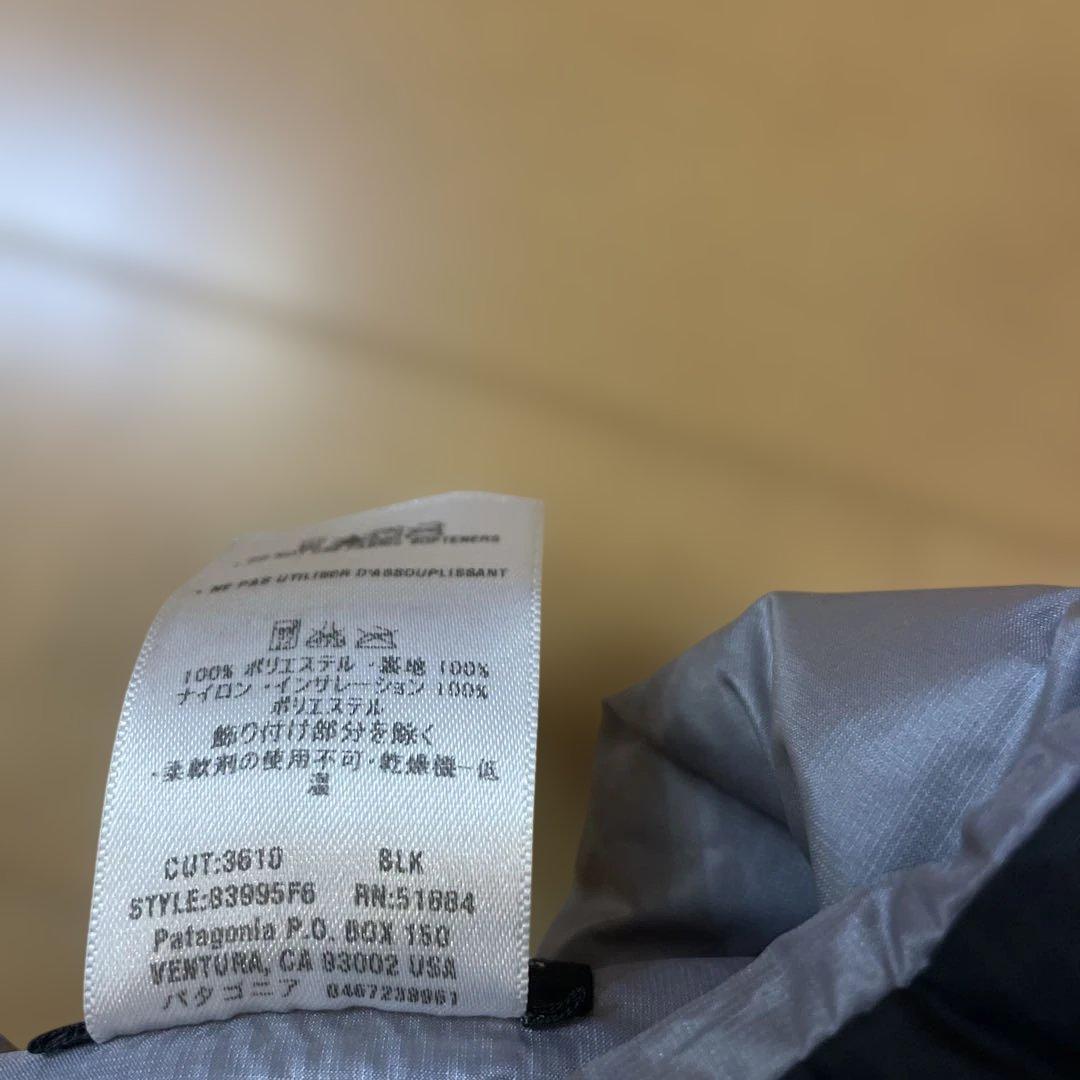 SOFTENERS
• NE PAS UTILISER D'ASSOUPLISSANT
100% ポリエステル・裏地 100%
ナイロン・インサレーション 100%
ポリエステル
飾り付け部分を除く
・柔軟剤の使用不可・乾燥機ー低
温
CUT:3610 BLK
STYLE:83995F6 RN:51884
Patagonia P.O. BOX 150
VENTURA, CA 93002 USA
パタゴニア 0467238961